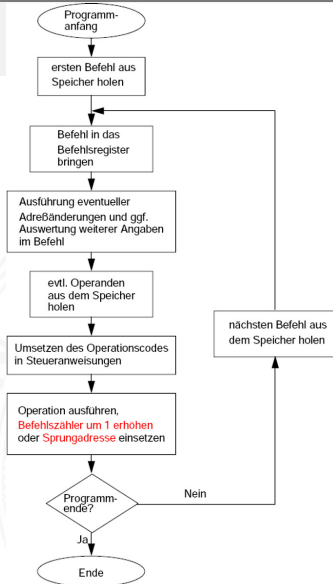 Programm-
anfang
ersten Befehl aus
Speicher holen
Befehl in das
Befehlsregister
bringen
Ausführung eventueller
Adreßänderungen und ggf.
Auswertung weiterer Angaben
im Befehl
evtl. Operanden
aus dem Speicher
holen
nächsten Befehl aus
dem Speicher holen
Umsetzen des Operationscodes
in Steueranweisungen
Operation ausführen,
Befehlszähler um 1 erhöhen
oder Sprungadresse einsetzen
Programm-
ende?
Nein
Ja
Ende